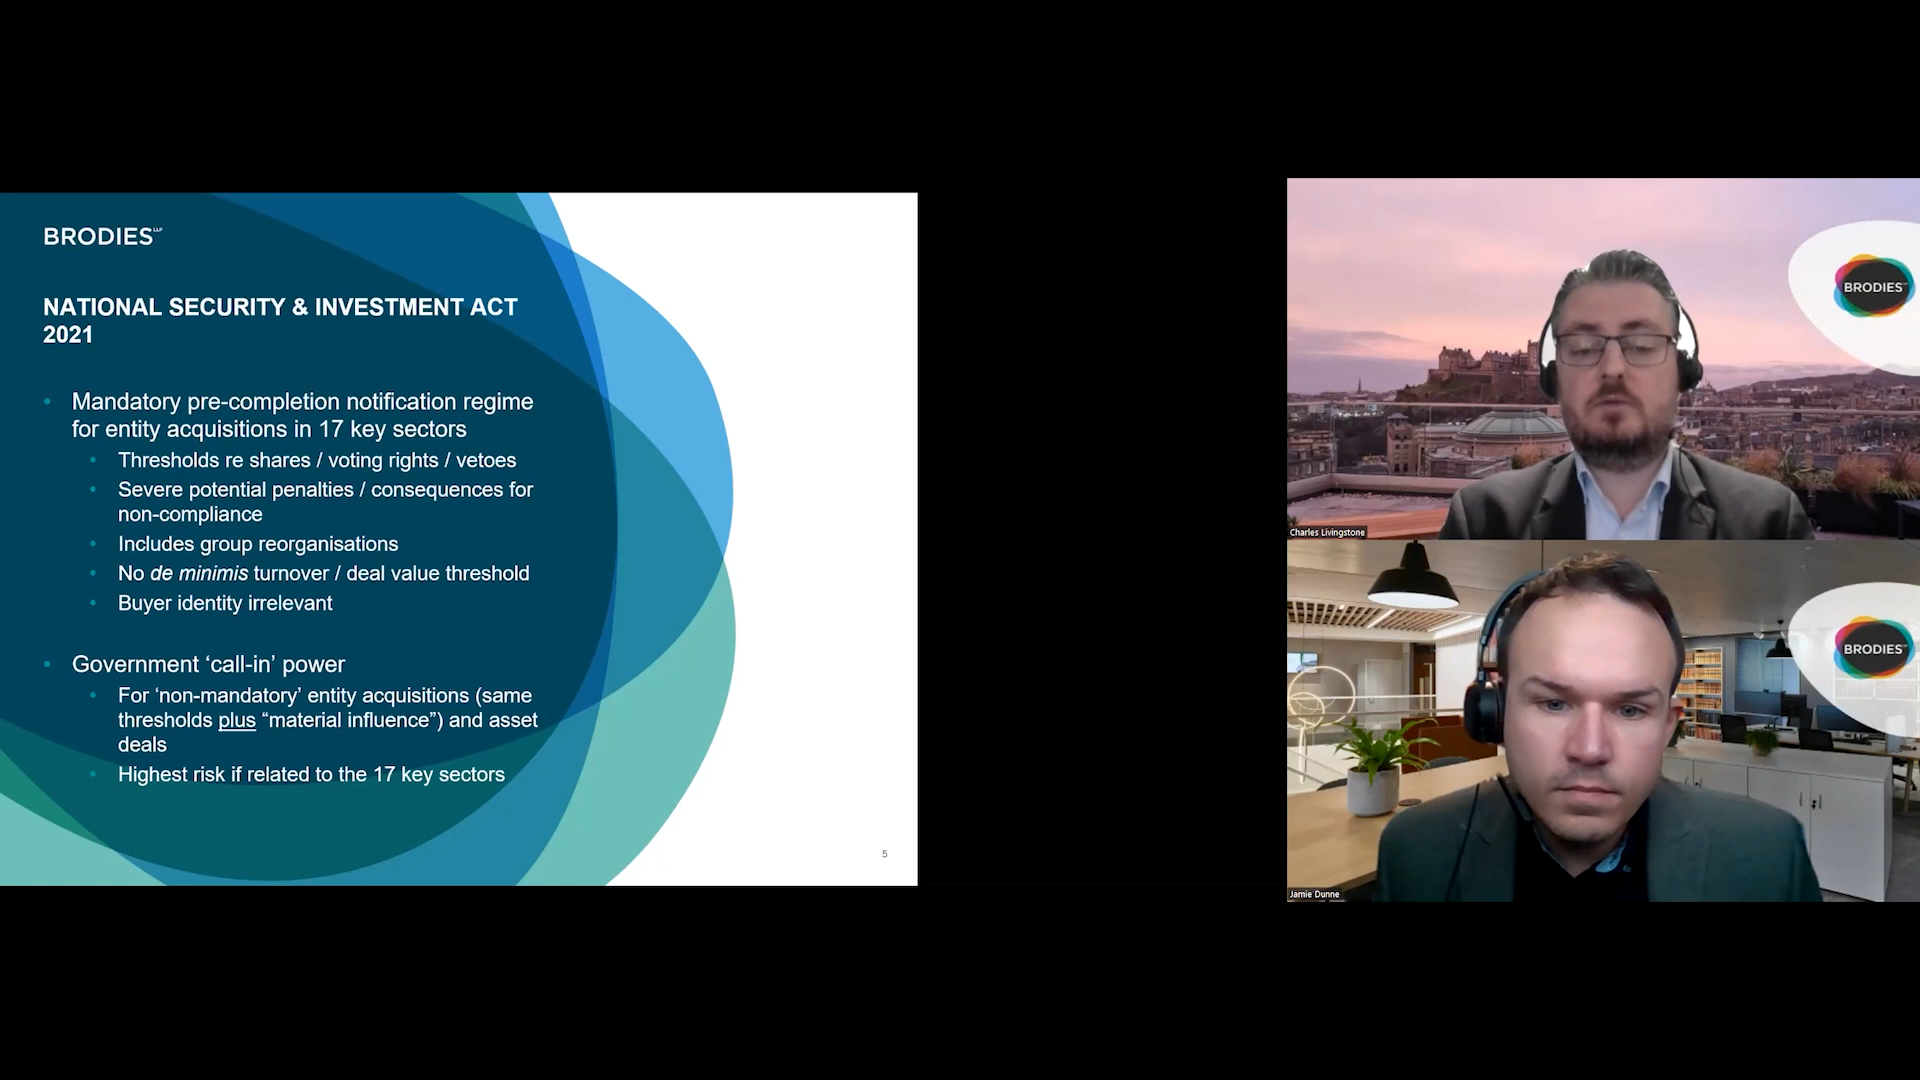 BRODIES LLP
NATIONAL SECURITY & INVESTMENT ACT
2021
• Mandatory pre-completion notification regime
for entity acquisitions in 17 key sectors
• Thresholds re shares / voting rights / vetoes
• Severe potential penalties / consequences for
non-compliance
• Includes group reorganisations
• No de minimis turnover / deal value threshold
• Buyer identity irrelevant
• Government ‘call-in’ power
• For ‘non-mandatory’ entity acquisitions (same
thresholds plus “material influence”) and asset
deals
• Highest risk if related to the 17 key sectors
5
BRODIES
Charles Livingstone
BRODIES
Jamie Dunne